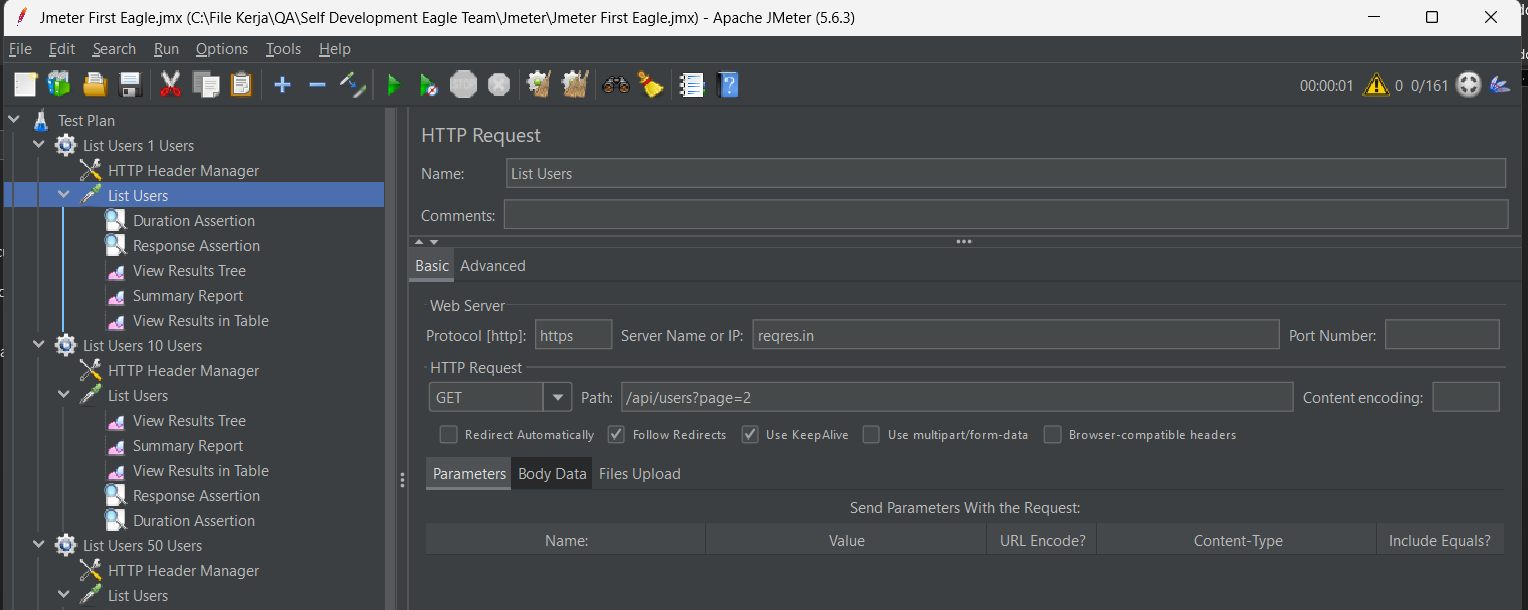 Jmeter First Eagle.jmx (C:\File Kerja\QA\Self Development Eagle Team\Jmeter\Jmeter First Eagle.jmx) - Apache JMeter (5.6.3)
File Edit Search Run Options Tools Help
STOP 00:00:01 0 0/161
Test Plan
List Users 1 Users
HTTP Header Manager
List Users
Duration Assertion
Response Assertion
View Results Tree
Summary Report
View Results in Table
List Users 10 Users
HTTP Header Manager
List Users
View Results Tree
Summary Report
View Results in Table
Response Assertion
Duration Assertion
List Users 50 Users
HTTP Header Manager
List Users
HTTP Request
Name: List Users
Comments:
Basic Advanced
Web Server
Protocol [http]: https Server Name or IP: reqres.in Port Number:
HTTP Request
GET Path: /api/users?page=2 Content encoding:
Redirect Automatically Follow Redirects Use KeepAlive Use multipart/form-data Browser-compatible headers
Parameters Body Data Files Upload
Send Parameters With the Request:
Name: Value URL Encode? Content-Type Include Equals?